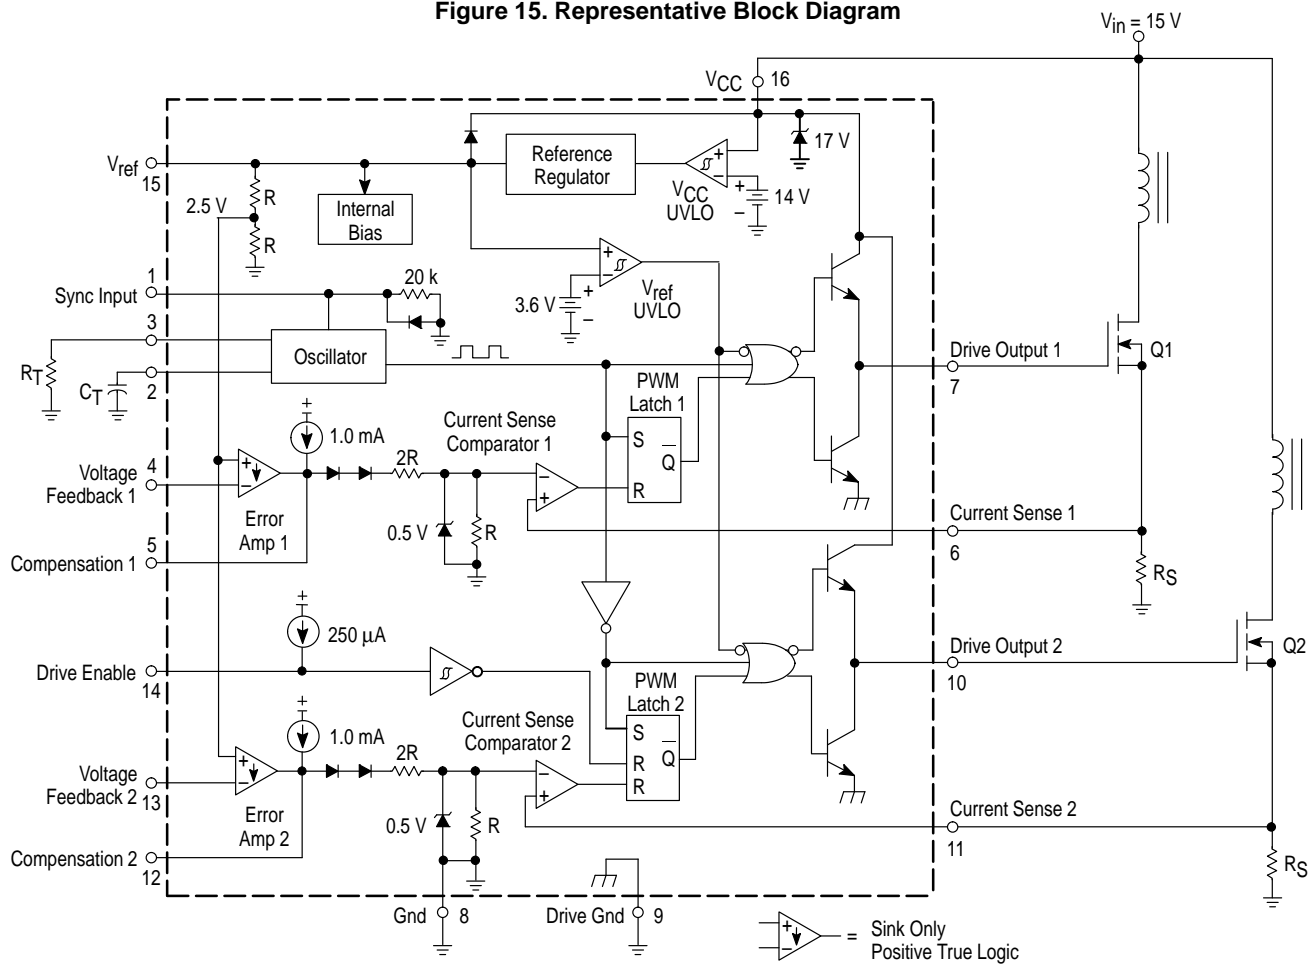 Figure 15. Representative Block Diagram
Vin = 15 V
VCC 16
17 V
Reference
Regulator
Vref
15
+
−
VCC
UVLO
+
−
14 V
2.5 V
R
R
Internal
Bias
1
Sync Input
20 k
+
−
3.6 V
+
−
Vref
UVLO
3
RT
Oscillator
2
CT
Drive Output 1
7
Q1
PWM
Latch 1
S
R
Q
+
1.0 mA
Current Sense
Comparator 1
4
Voltage
Feedback 1
+
−
2R
−
+
Error
Amp 1
0.5 V
R
Current Sense 1
6
5
Compensation 1
RS
+
250 µA
Drive Enable
14
Drive Output 2
10
Q2
PWM
Latch 2
S
R
R
Q
+
1.0 mA
Current Sense
Comparator 2
2R
+
−
−
+
Voltage
Feedback 2
13
Error
Amp 2
0.5 V
R
Current Sense 2
11
Compensation 2
12
RS
Gnd 8
Drive Gnd 9
+
−
= Sink Only
Positive True Logic